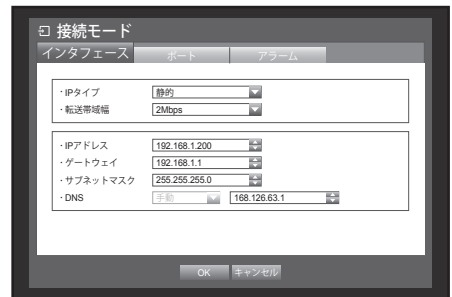 接続モード
インタフェース ポート アラーム
・IPタイプ 静的
・転送帯域幅 2Mbps
・IPアドレス 192.168.1.200
・ゲートウェイ 192.168.1.1
・サブネットマスク 255.255.255.0
・DNS 手動 168.126.63.1
OK キャンセル